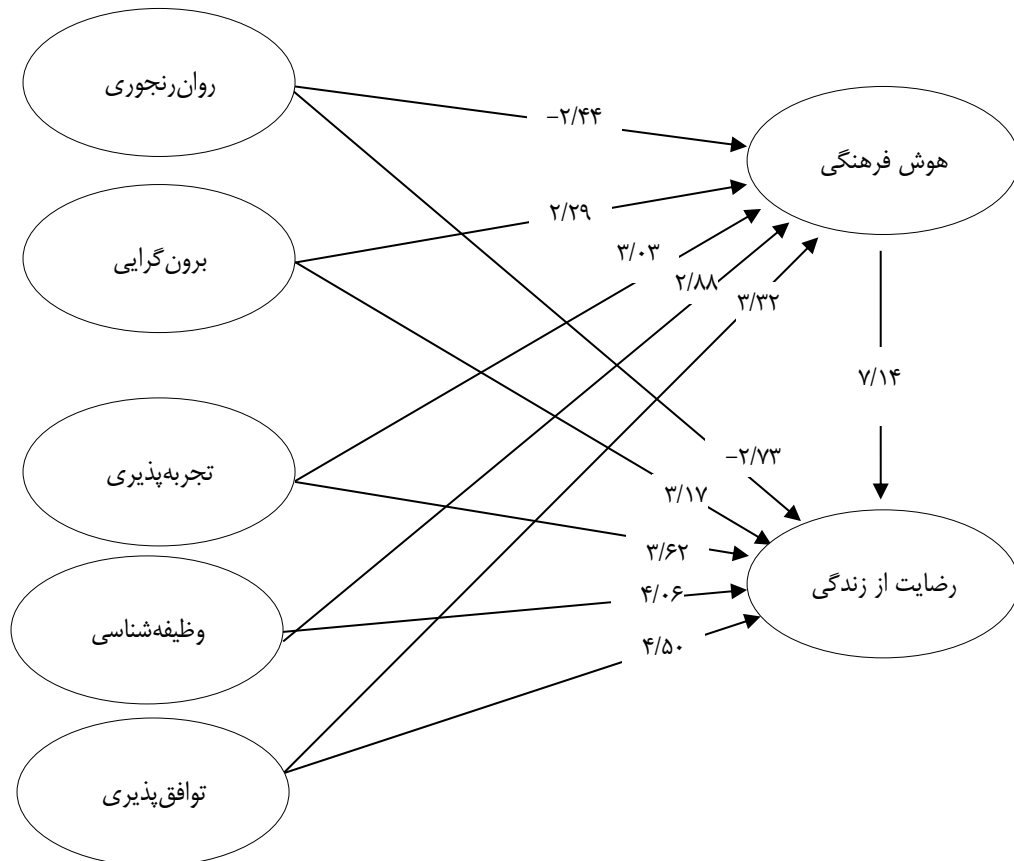 روان‌رنجوری
−۲/۴۴
هوش فرهنگی
برون‌گرایی
۲/۲۹
۳/۰۳
۲/۸۸
۳/۳۲
۷/۱۴
تجربه‌پذیری
−۲/۷۳
۳/۱۷
۳/۶۲
رضایت از زندگی
۴/۰۶
وظیفه‌شناسی
۴/۵۰
توافق‌پذیری